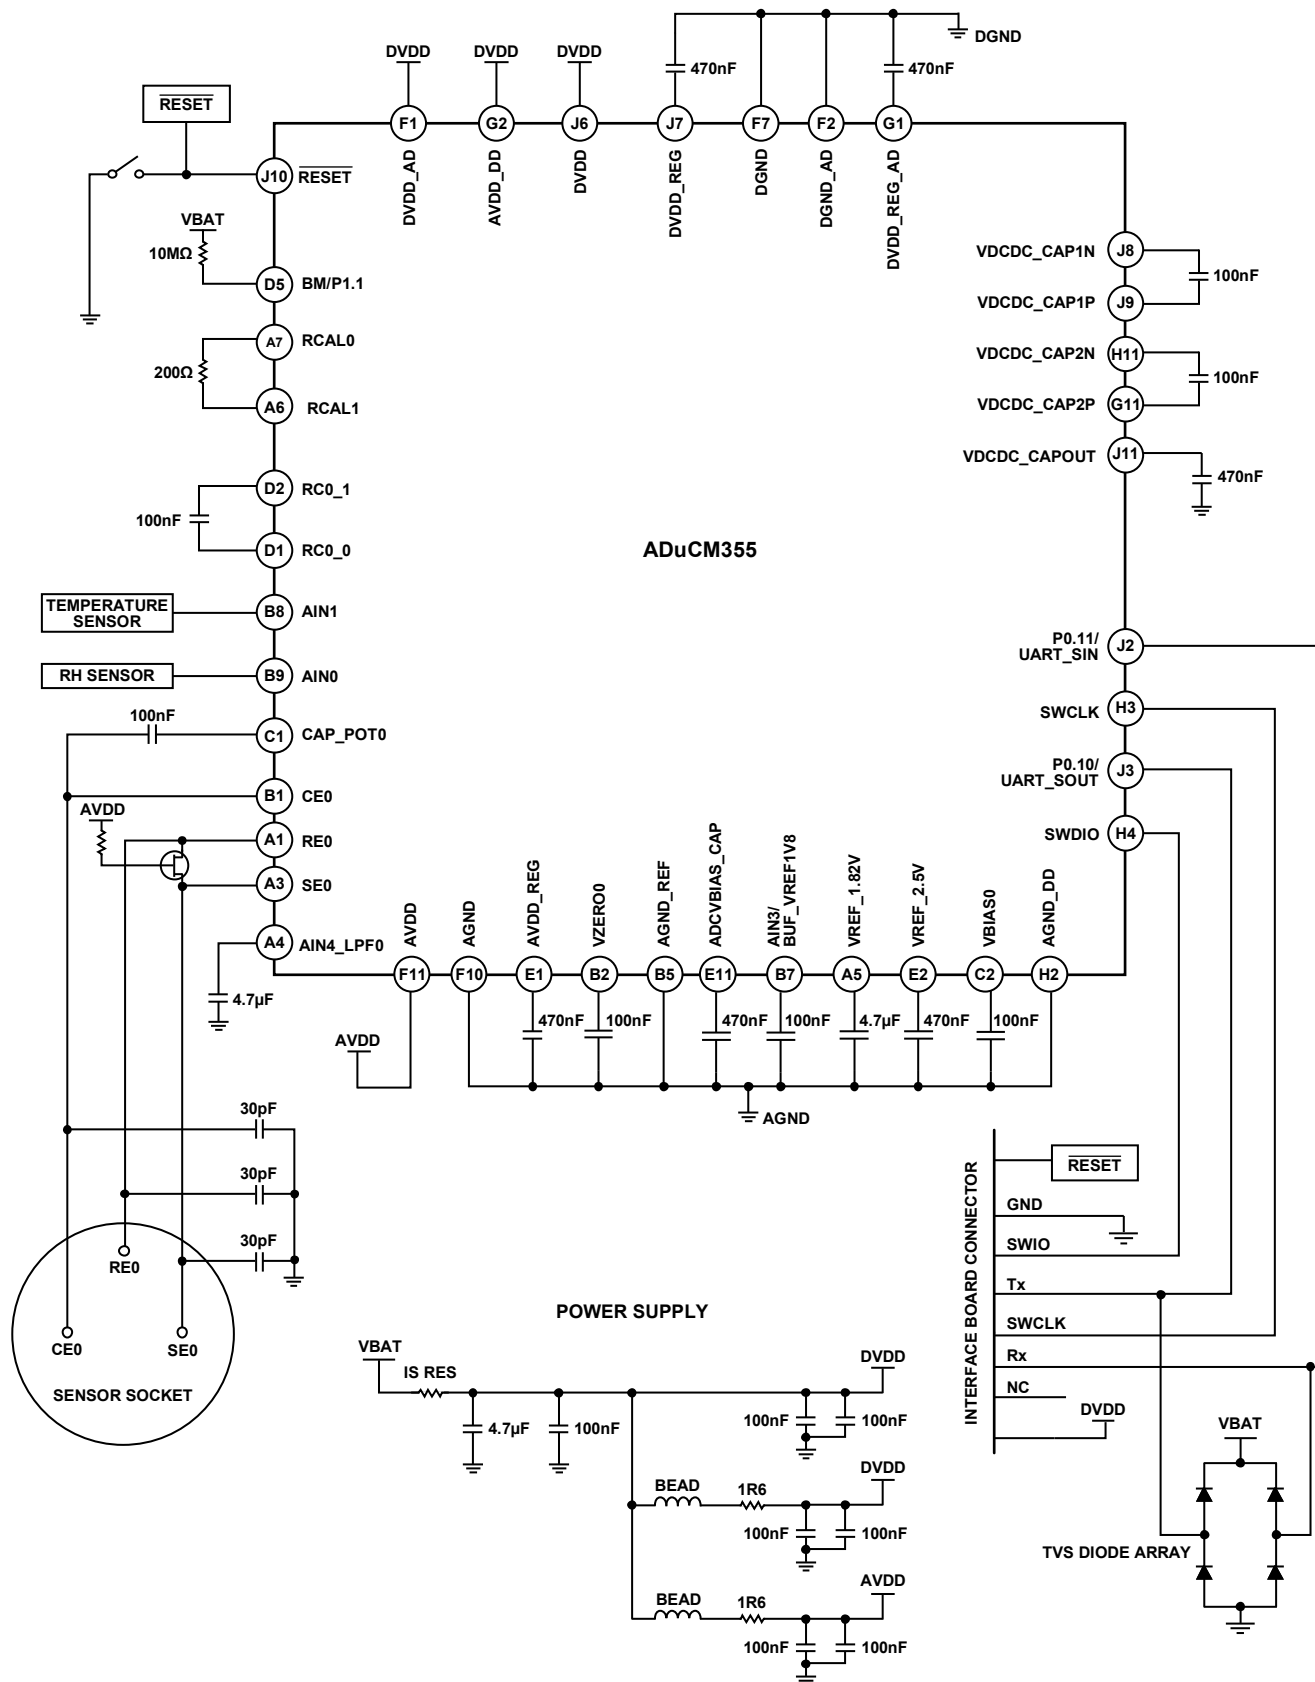 DGND
DVDD
DVDD
DVDD
470nF
470nF
RESET
F1
G2
J6
J7
F7
F2
G1
DVDD_AD
AVDD_DD
DVDD
DVDD_REG
DGND
DGND_AD
DVDD_REG_AD
J10
RESET
VBAT
10MΩ
D5
BM/P1.1
A7
RCAL0
200Ω
A6
RCAL1
D2
RC0_1
100nF
D1
RC0_0
TEMPERATURE
SENSOR
B8
AIN1
RH SENSOR
B9
AIN0
100nF
C1
CAP_POT0
B1
CE0
AVDD
A1
RE0
A3
SE0
A4
AIN4_LPF0
4.7µF
ADuCM355
VDCDC_CAP1N
J8
100nF
VDCDC_CAP1P
J9
VDCDC_CAP2N
H11
100nF
VDCDC_CAP2P
G11
VDCDC_CAPOUT
J11
470nF
P0.11/
UART_SIN
J2
SWCLK
H3
P0.10/
UART_SOUT
J3
SWDIO
H4
AVDD
AGND
AVDD_REG
VZERO0
AGND_REF
ADCVBIAS_CAP
AIN3/
BUF_VREF1V8
VREF_1.82V
VREF_2.5V
VBIAS0
AGND_DD
F11
F10
E1
B2
B5
E11
B7
A5
E2
C2
H2
470nF
100nF
470nF
100nF
4.7µF
470nF
100nF
AVDD
AGND
30pF
30pF
30pF
RE0
CE0
SE0
SENSOR SOCKET
INTERFACE BOARD CONNECTOR
RESET
GND
SWIO
Tx
SWCLK
Rx
NC
DVDD
VBAT
TVS DIODE ARRAY
POWER SUPPLY
VBAT
IS RES
DVDD
4.7µF
100nF
100nF
100nF
BEAD
1R6
DVDD
100nF
100nF
BEAD
1R6
AVDD
100nF
100nF